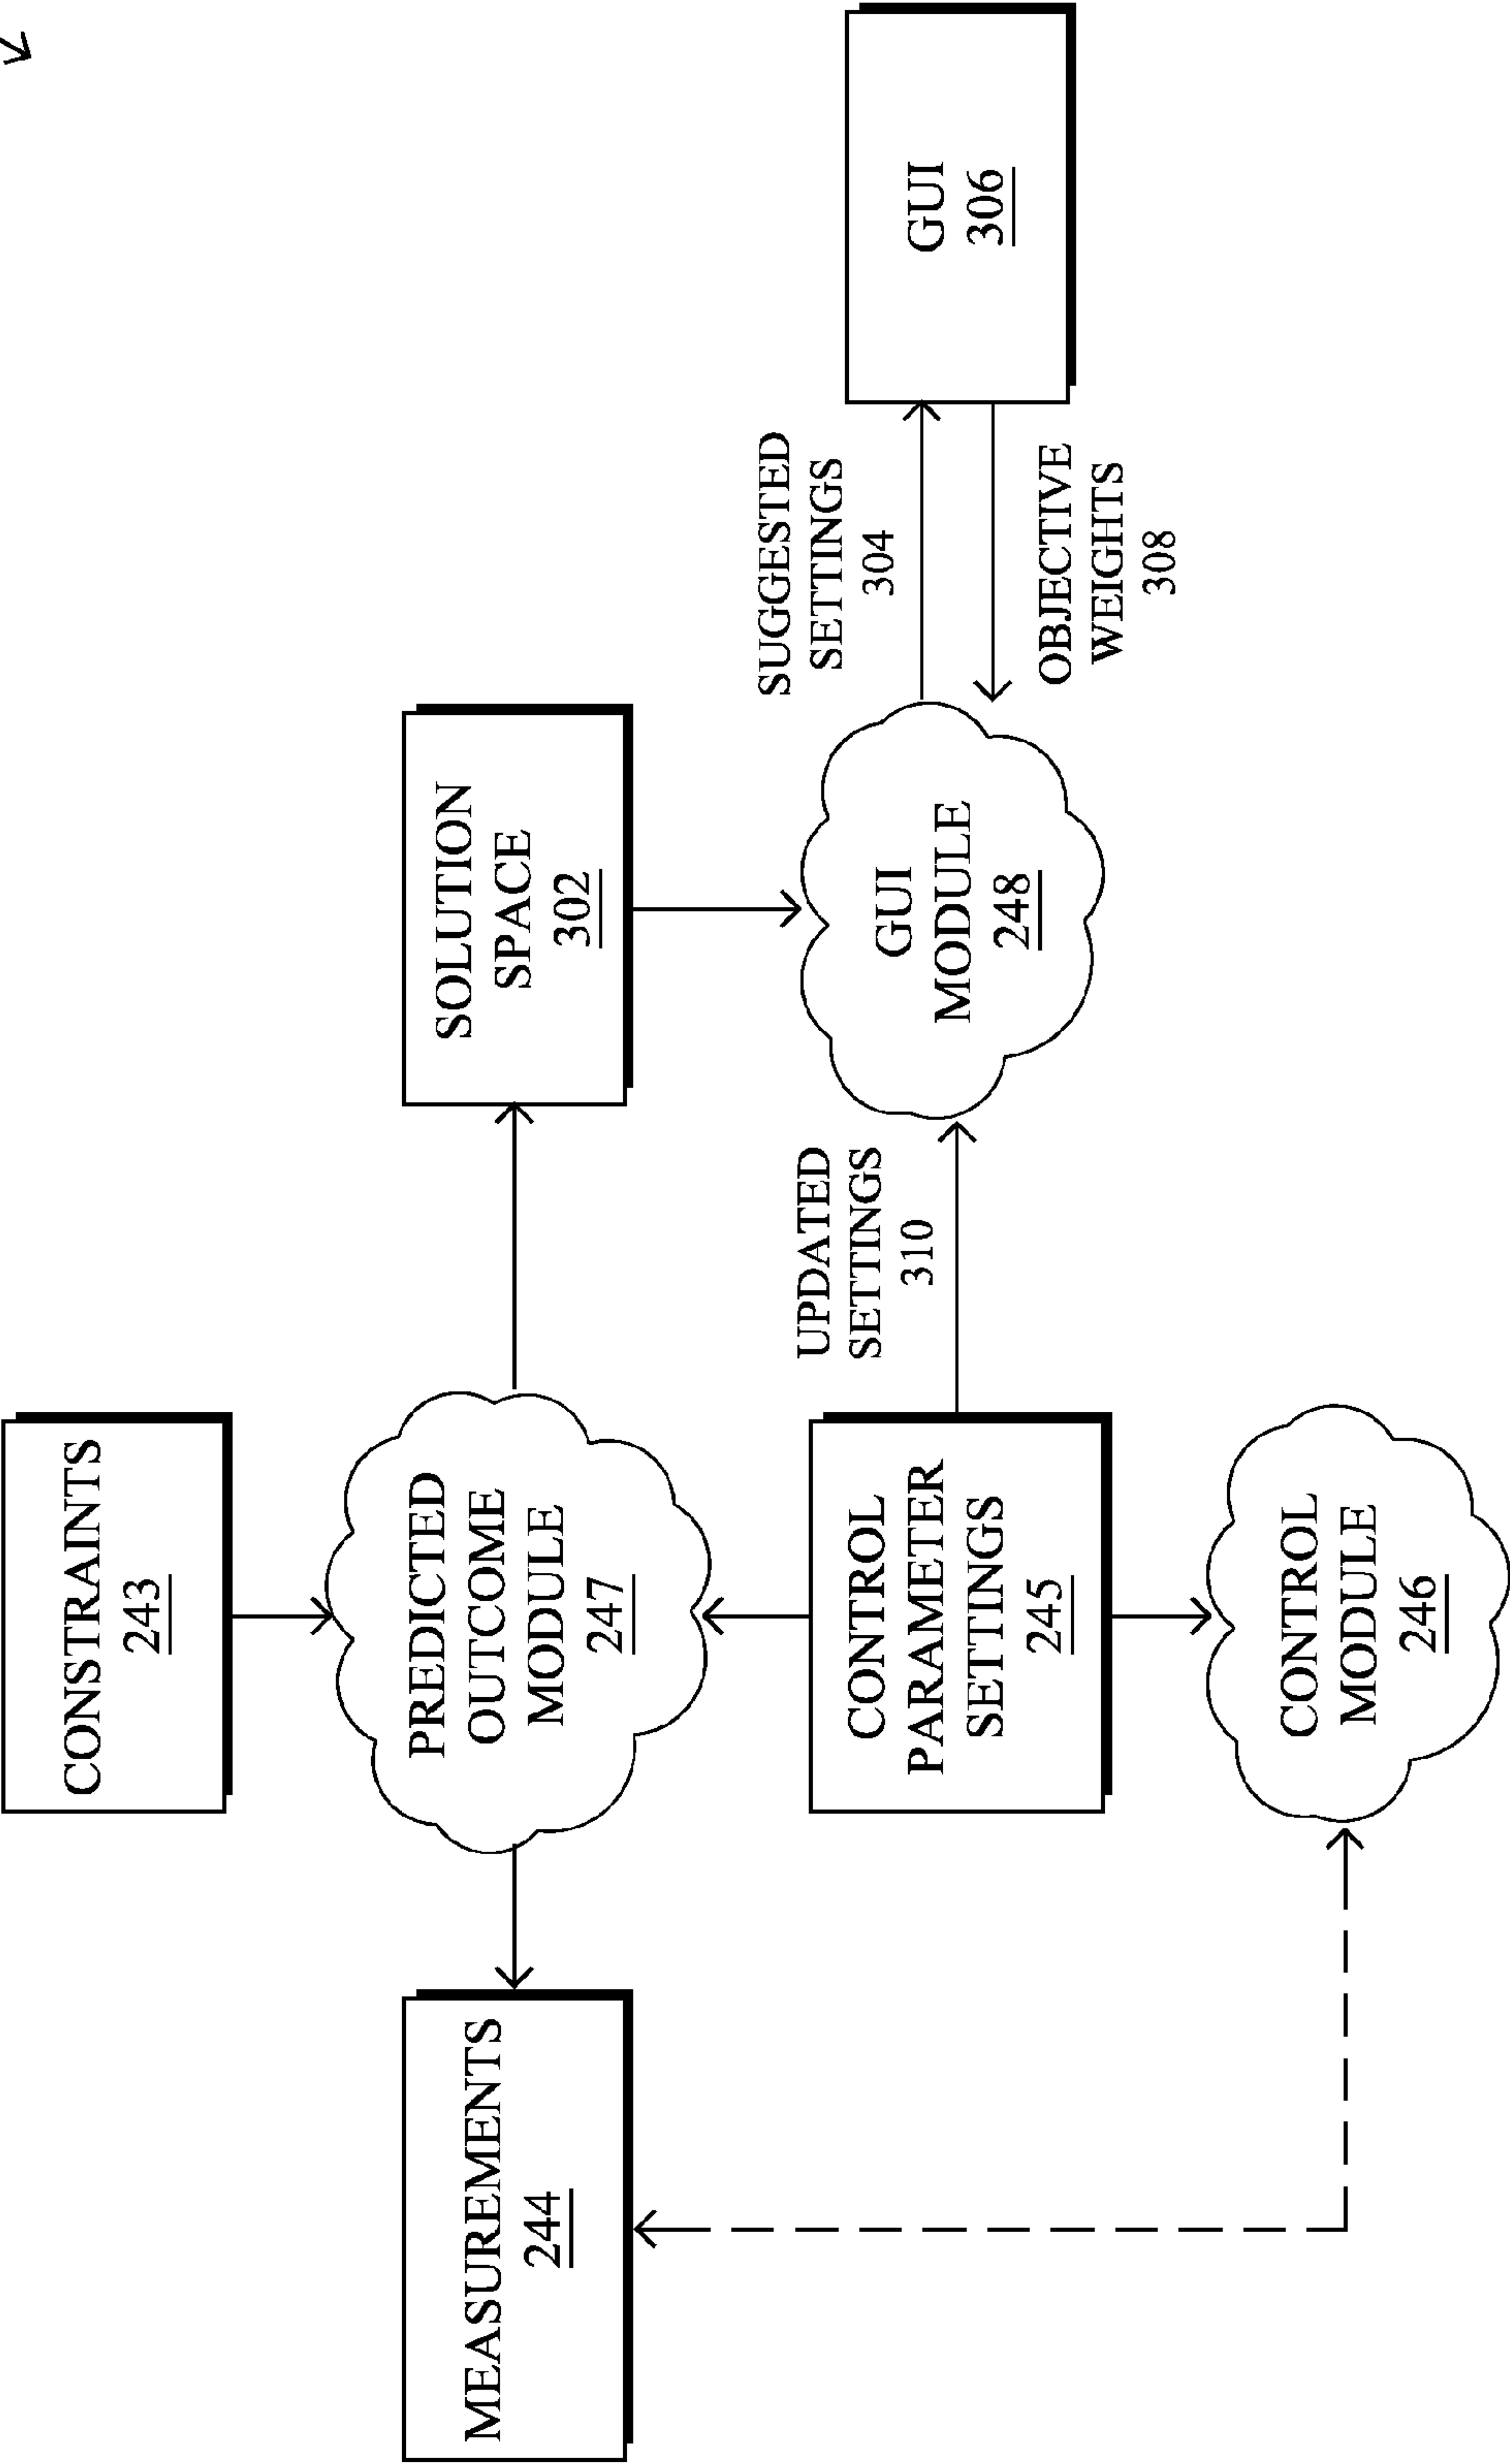 CONSTRAINTS
243
MEASUREMENTS
244
PREDICTED
OUTCOME
MODULE
247
SOLUTION
SPACE
302
CONTROL
PARAMETER
SETTINGS
245
UPDATED
SETTINGS
310
GUI
MODULE
248
SUGGESTED
SETTINGS
304
OBJECTIVE
WEIGHTS
308
GUI
306
CONTROL
MODULE
246